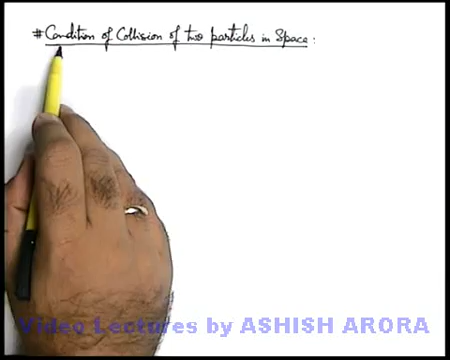 # Condition of Collision of two particles in Space :
Video Lectures by ASHISH ARORA